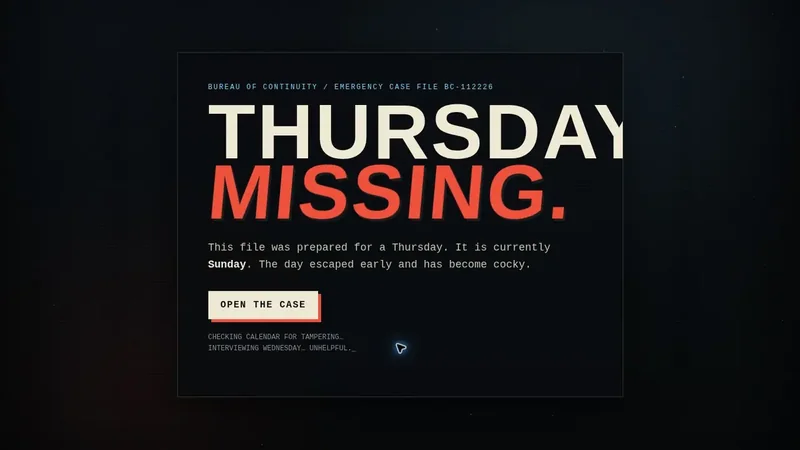 BUREAU OF CONTINUITY / EMERGENCY CASE FILE BC-112226
THURSDAY
MISSING.
This file was prepared for a Thursday. It is currently
Sunday. The day escaped early and has become cocky.
OPEN THE CASE
CHECKING CALENDAR FOR TAMPERING…
INTERVIEWING WEDNESDAY… UNHELPFUL._